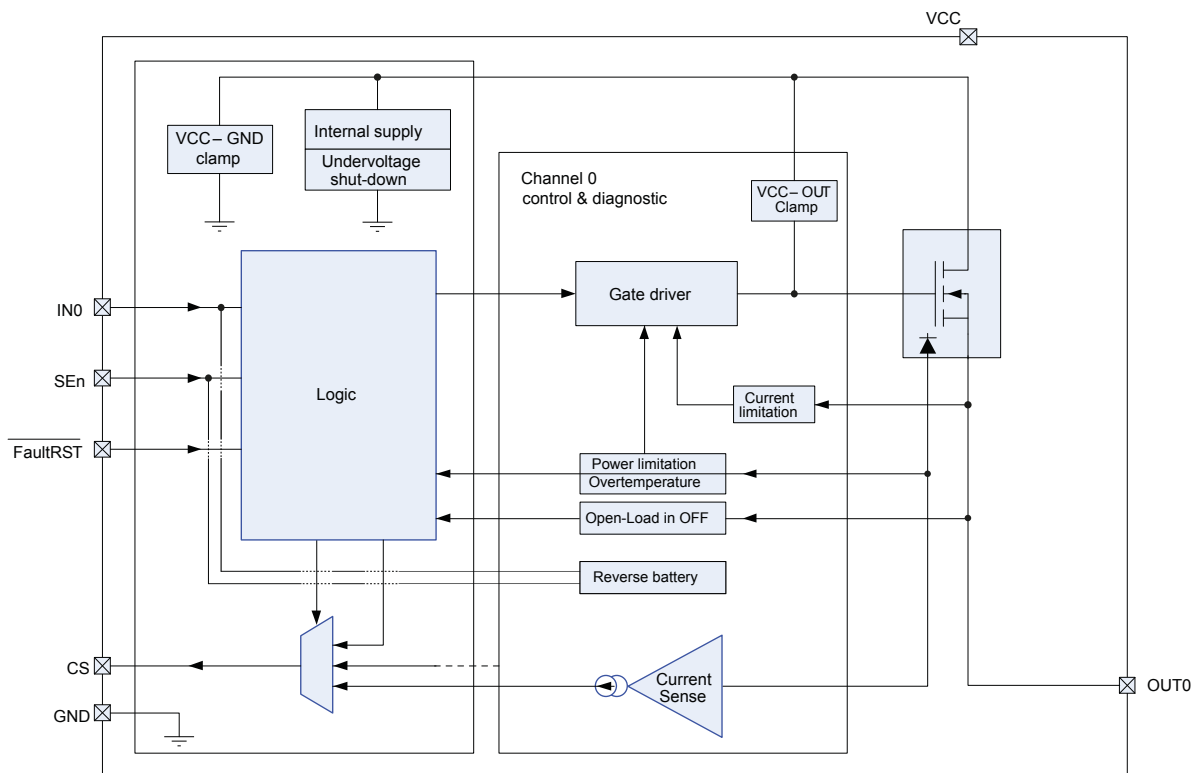 VCC
VCC – GND
clamp
Internal supply
Undervoltage
shut-down
Channel 0
control & diagnostic
VCC – OUT
Clamp
IN0
SEn
FaultRST
Logic
Gate driver
Current
limitation
Power limitation
Overtemperature
Open-Load in OFF
Reverse battery
CS
Current
Sense
GND
OUT0